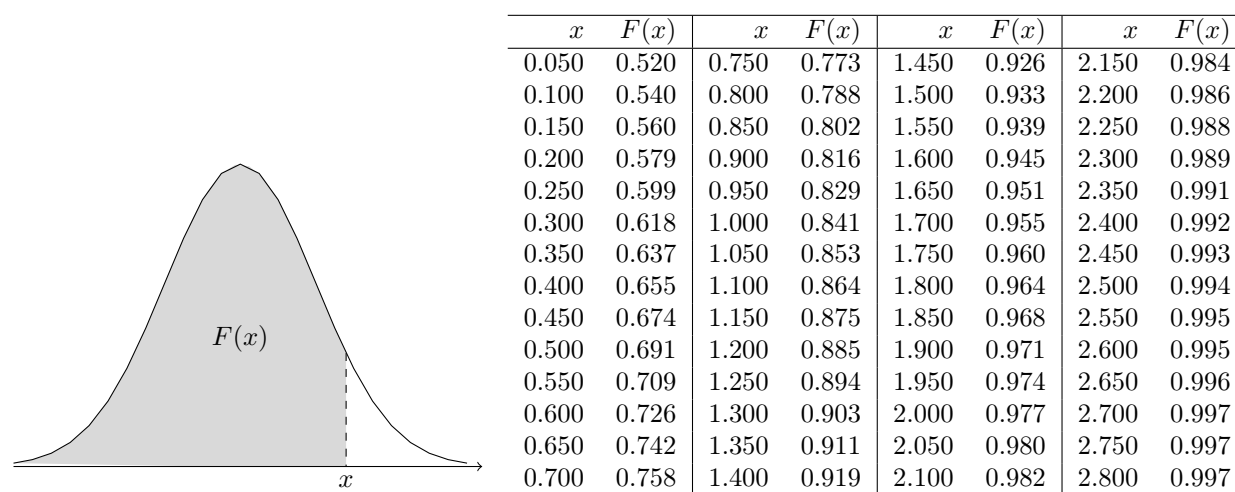 F(x)
x
x F(x) x F(x) x F(x) x F(x)
0.050 0.520 0.750 0.773 1.450 0.926 2.150 0.984
0.100 0.540 0.800 0.788 1.500 0.933 2.200 0.986
0.150 0.560 0.850 0.802 1.550 0.939 2.250 0.988
0.200 0.579 0.900 0.816 1.600 0.945 2.300 0.989
0.250 0.599 0.950 0.829 1.650 0.951 2.350 0.991
0.300 0.618 1.000 0.841 1.700 0.955 2.400 0.992
0.350 0.637 1.050 0.853 1.750 0.960 2.450 0.993
0.400 0.655 1.100 0.864 1.800 0.964 2.500 0.994
0.450 0.674 1.150 0.875 1.850 0.968 2.550 0.995
0.500 0.691 1.200 0.885 1.900 0.971 2.600 0.995
0.550 0.709 1.250 0.894 1.950 0.974 2.650 0.996
0.600 0.726 1.300 0.903 2.000 0.977 2.700 0.997
0.650 0.742 1.350 0.911 2.050 0.980 2.750 0.997
0.700 0.758 1.400 0.919 2.100 0.982 2.800 0.997